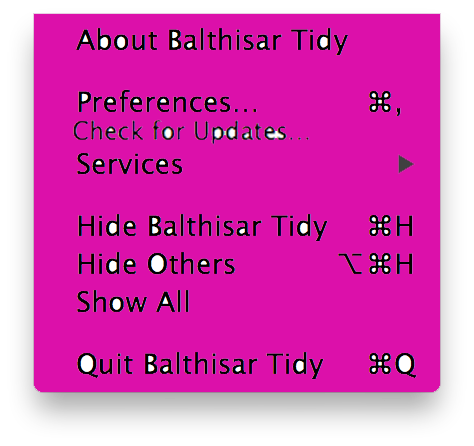 About Balthisar Tidy
Preferences... ⌘,
Check for Updates...
Services ▶
Hide Balthisar Tidy ⌘H
Hide Others ⌥⌘H
Show All
Quit Balthisar Tidy ⌘Q